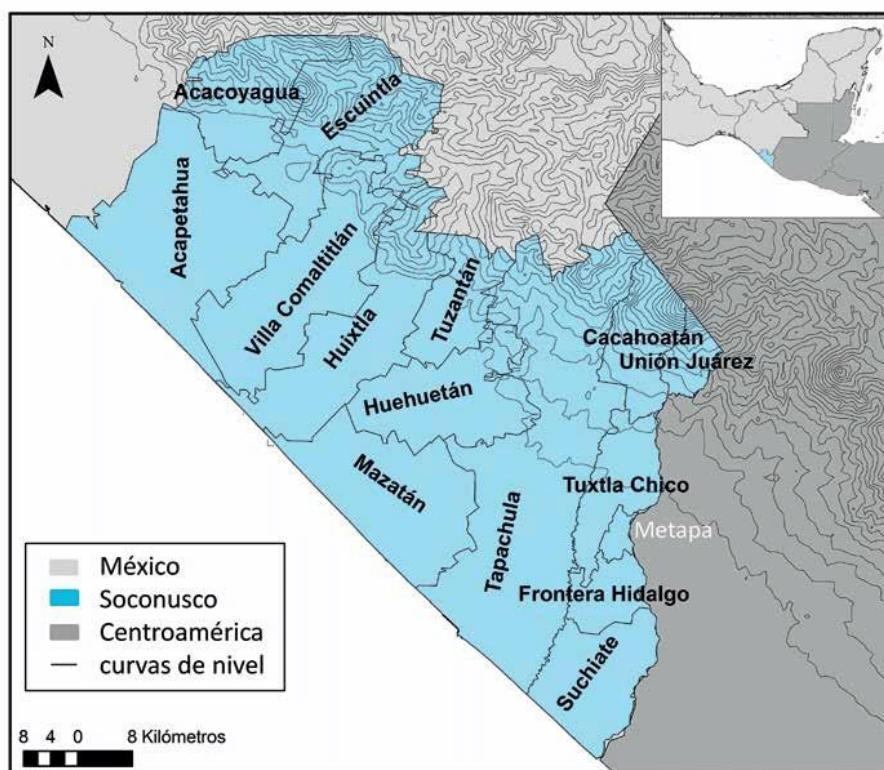 N
Acacoyagua
Escuintla
Acapetahua
Villa Comaltitlán
Huixtla
Tuzantán
Cacahoatán
Unión Juárez
Huehuetán
Mazatán
Tapachula
Tuxtla Chico
Metapa
Frontera Hidalgo
Suchiate
México
Soconusco
Centroamérica
curvas de nivel
8 4 0 8 Kilómetros